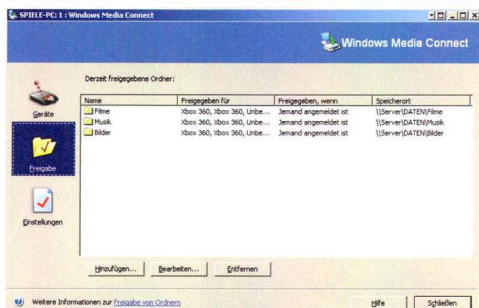 SPIELE-PC: 1 : Windows Media Connect
Windows Media Connect
Geräte
Freigabe
Einstellungen
Derzeit freigegebene Ordner:
Name Freigegeben für Freigegeben, wenn Speicherort
Filme Xbox 360, Xbox 360, Unbe... Jemand angemeldet ist \\Server\DATEN\Filme
Musik Xbox 360, Xbox 360, Unbe... Jemand angemeldet ist \\Server\DATEN\Musik
Bilder Xbox 360, Xbox 360, Unbe... Jemand angemeldet ist \\Server\DATEN\Bilder
Hinzufügen... Bearbeiten... Entfernen
Weitere Informationen zur Freigabe von Ordnern
Hilfe Schließen